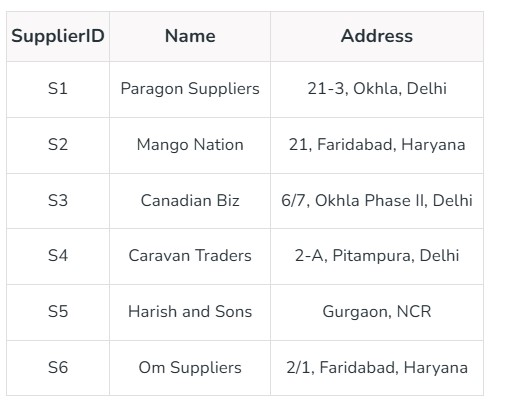 SupplierID Name Address
S1 Paragon Suppliers 21-3, Okhla, Delhi
S2 Mango Nation 21, Faridabad, Haryana
S3 Canadian Biz 6/7, Okhla Phase II, Delhi
S4 Caravan Traders 2-A, Pitampura, Delhi
S5 Harish and Sons Gurgaon, NCR
S6 Om Suppliers 2/1, Faridabad, Haryana